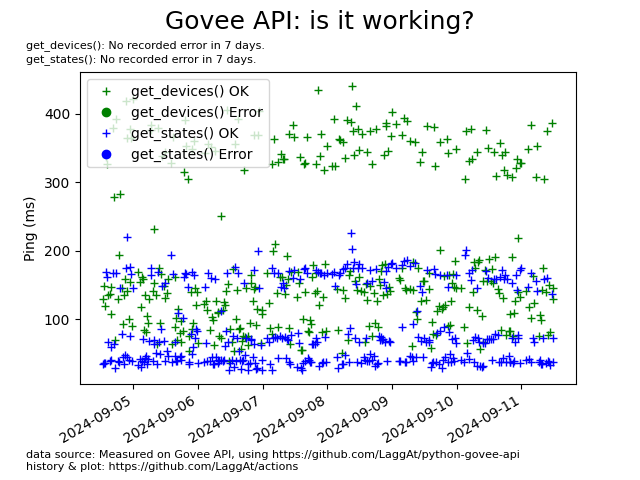 Govee API: is it working?
get_devices(): No recorded error in 7 days.
get_states(): No recorded error in 7 days.
get_devices() OK
get_devices() Error
get_states() OK
get_states() Error
Ping (ms)
400
300
200
100
2024-09-05
2024-09-06
2024-09-07
2024-09-08
2024-09-09
2024-09-10
2024-09-11
data source: Measured on Govee API, using https://github.com/LaggAt/python-govee-api
history & plot: https://github.com/LaggAt/actions